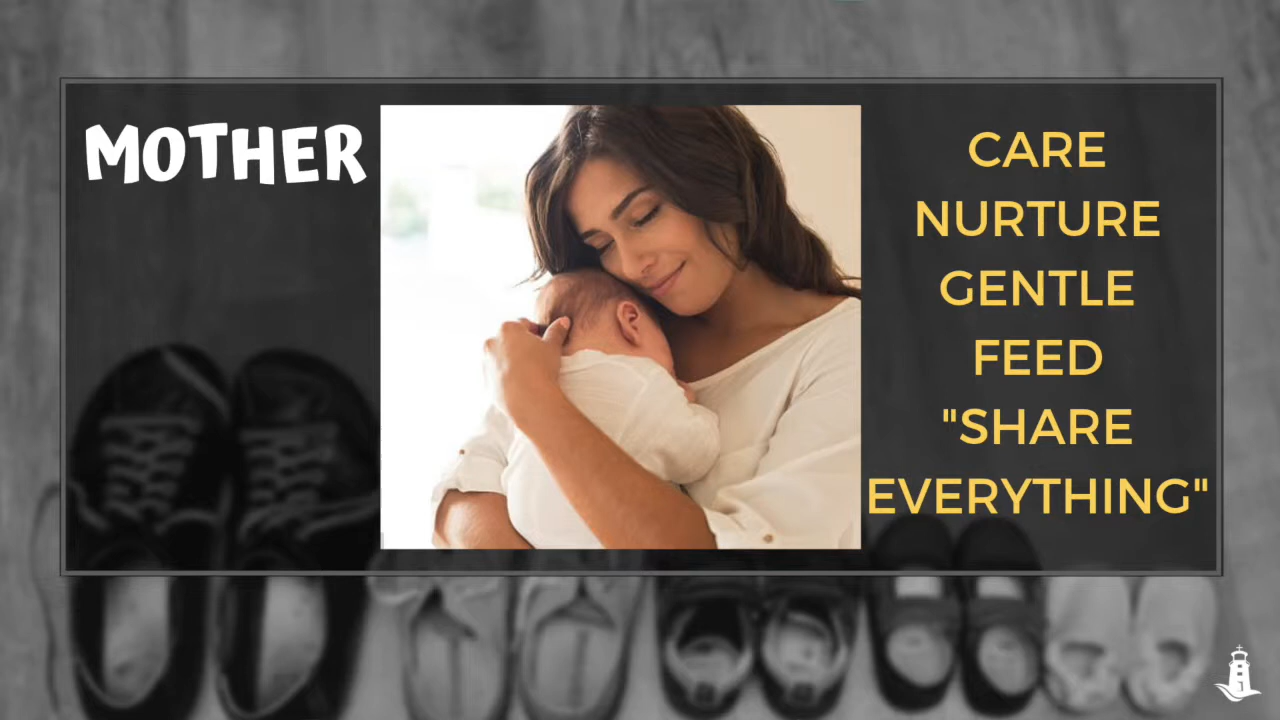 MOTHER
CARE
NURTURE
GENTLE
FEED
"SHARE
EVERYTHING"